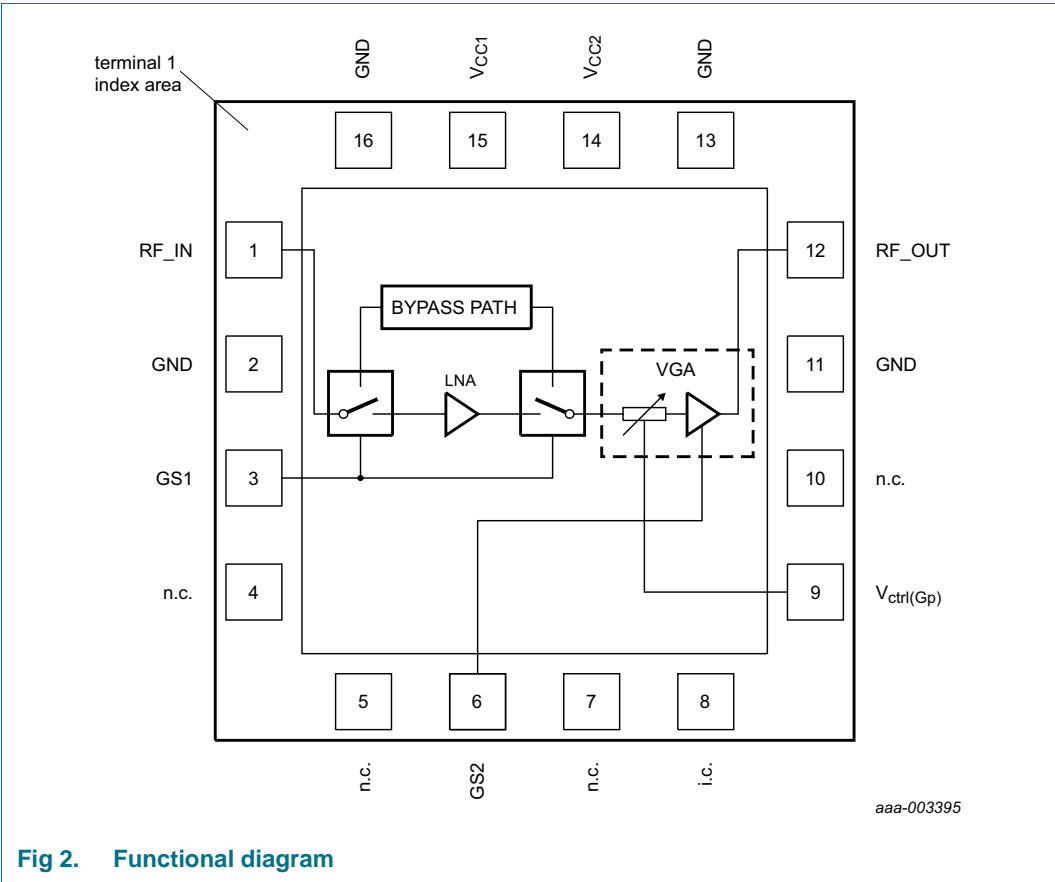 terminal 1
index area
GND
VCC1
VCC2
GND
16
15
14
13
RF_IN
1
12
RF_OUT
BYPASS PATH
GND
2
LNA
VGA
11
GND
GS1
3
10
n.c.
n.c.
4
9
Vctrl(Gp)
5
6
7
8
n.c.
GS2
n.c.
i.c.
aaa-003395
Fig 2. Functional diagram